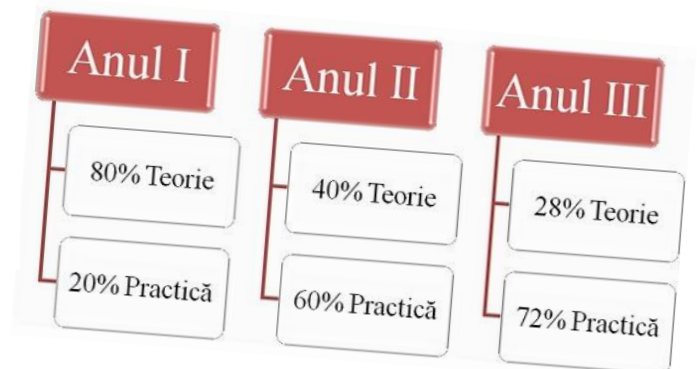 Anul I
80% Teorie
20% Practică
Anul II
40% Teorie
60% Practică
Anul III
28% Teorie
72% Practică